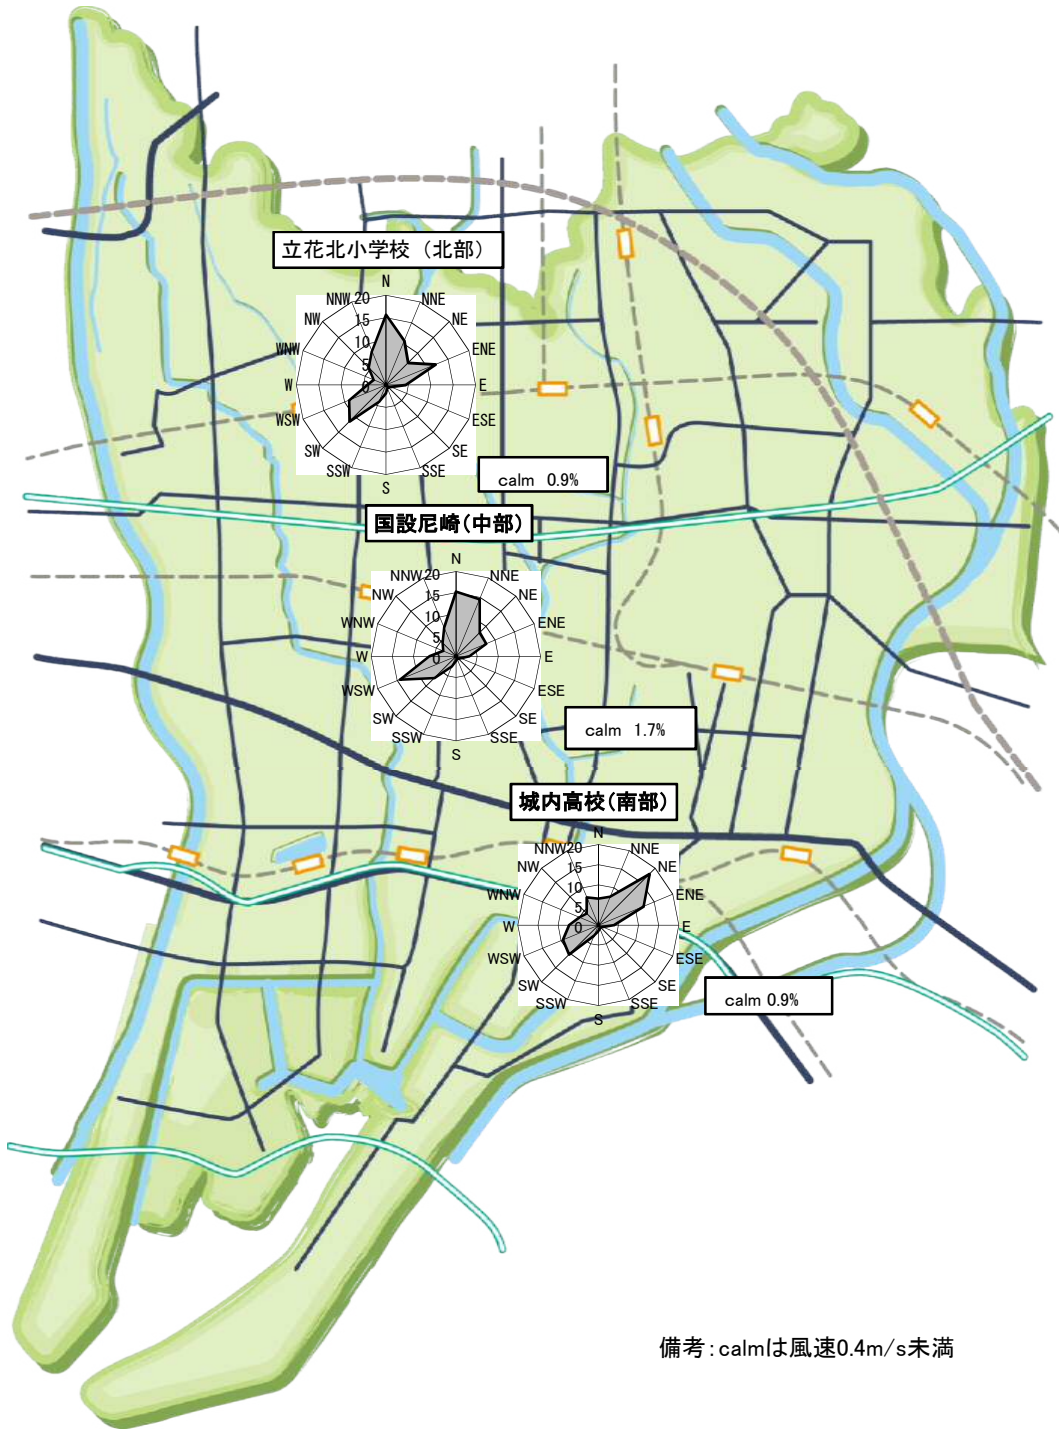 立花北小学校 (北部)
N
NNW 20 NNE
NW 15 NE
WNW 10 ENE
5
W 0 E
WSW ESE
SW SE
SSW SSE
S
calm 0.9%
国設尼崎(中部)
N
NNW 20 NNE
NW 15 NE
WNW 10 ENE
5
W 0 E
WSW ESE
SW SE
SSW SSE
S
calm 1.7%
城内高校(南部)
N
NNW 20 NNE
NW 15 NE
WNW 10 ENE
5
W 0 E
WSW ESE
SW SE
SSW SSE
S
calm 0.9%
備考:calmは風速0.4m/s未満